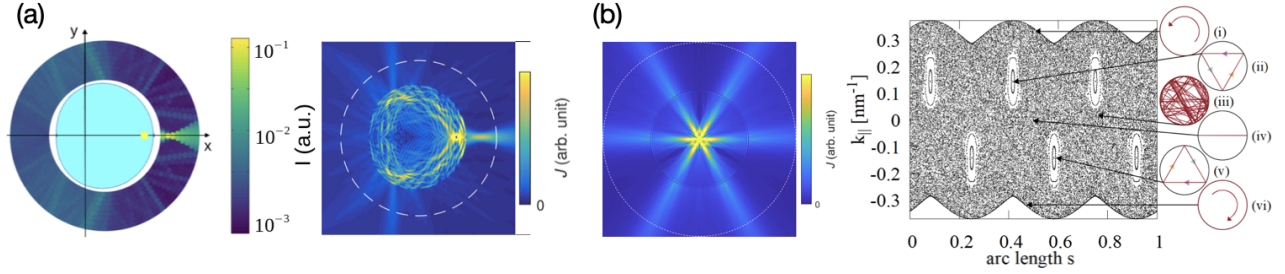 (a)
y
x
10⁻¹
10⁻²
10⁻³
I (a.u.)
J (arb. unit)
0
(b)
J (arb. unit)
0
k|| [nm⁻¹]
0.3
0.2
0.1
0
-0.1
-0.2
-0.3
0 0.2 0.4 0.6 0.8 1
arc length s
(i)
(ii)
(iii)
(iv)
(v)
(vi)